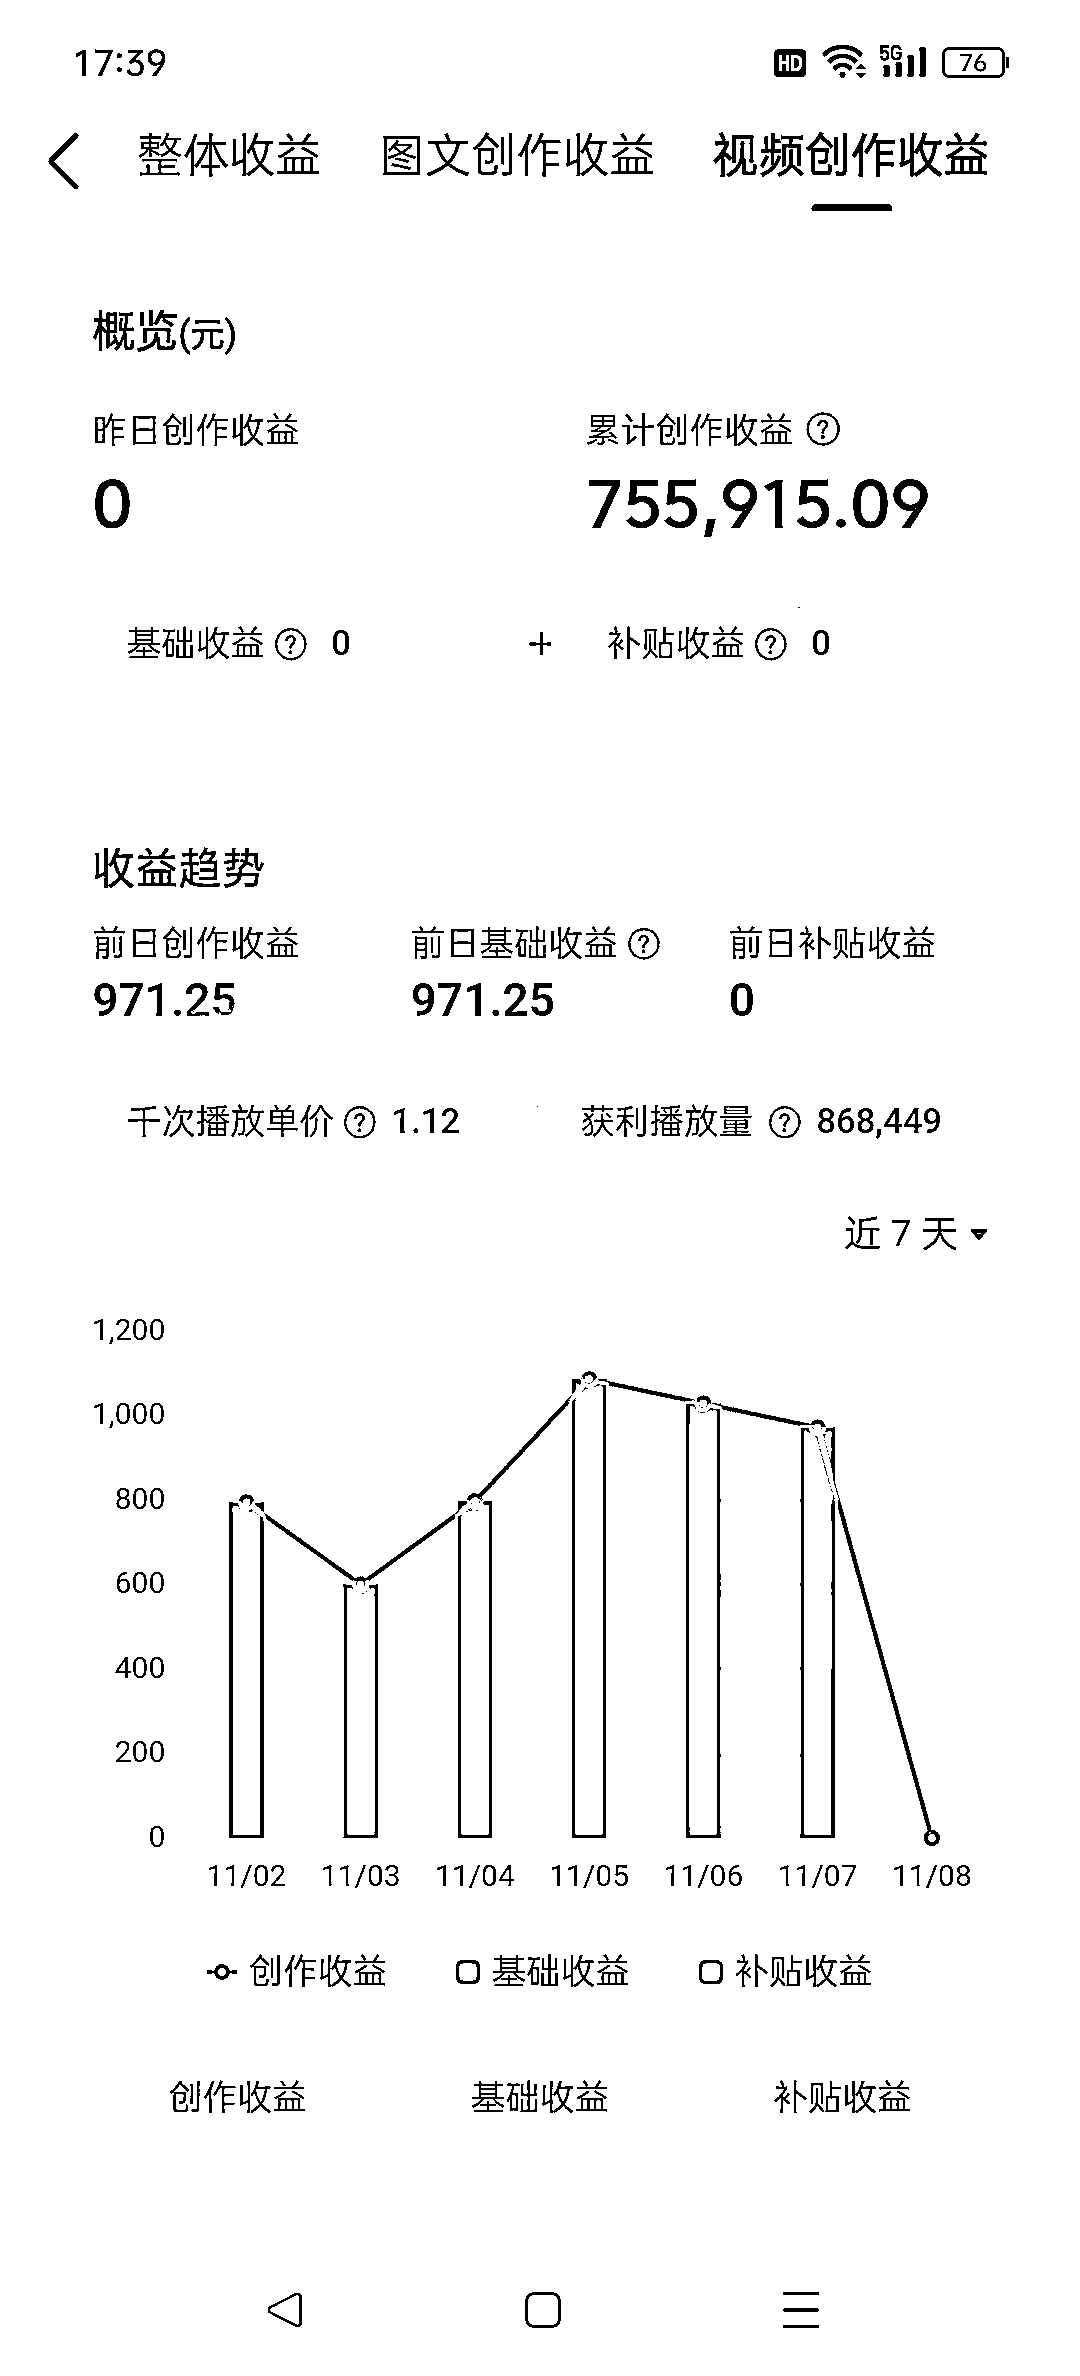 17:39 HD 5G 76
整体收益 图文创作收益 视频创作收益
概览(元)
昨日创作收益 累计创作收益 ?
0 755,915.09
基础收益 ? 0 + 补贴收益 ? 0
收益趋势
前日创作收益 前日基础收益 ? 前日补贴收益
971.25 971.25 0
千次播放单价 ? 1.12 获利播放量 ? 868,449
近 7 天
1,200
1,000
800
600
400
200
0
11/02 11/03 11/04 11/05 11/06 11/07 11/08
创作收益 基础收益 补贴收益
创作收益 基础收益 补贴收益